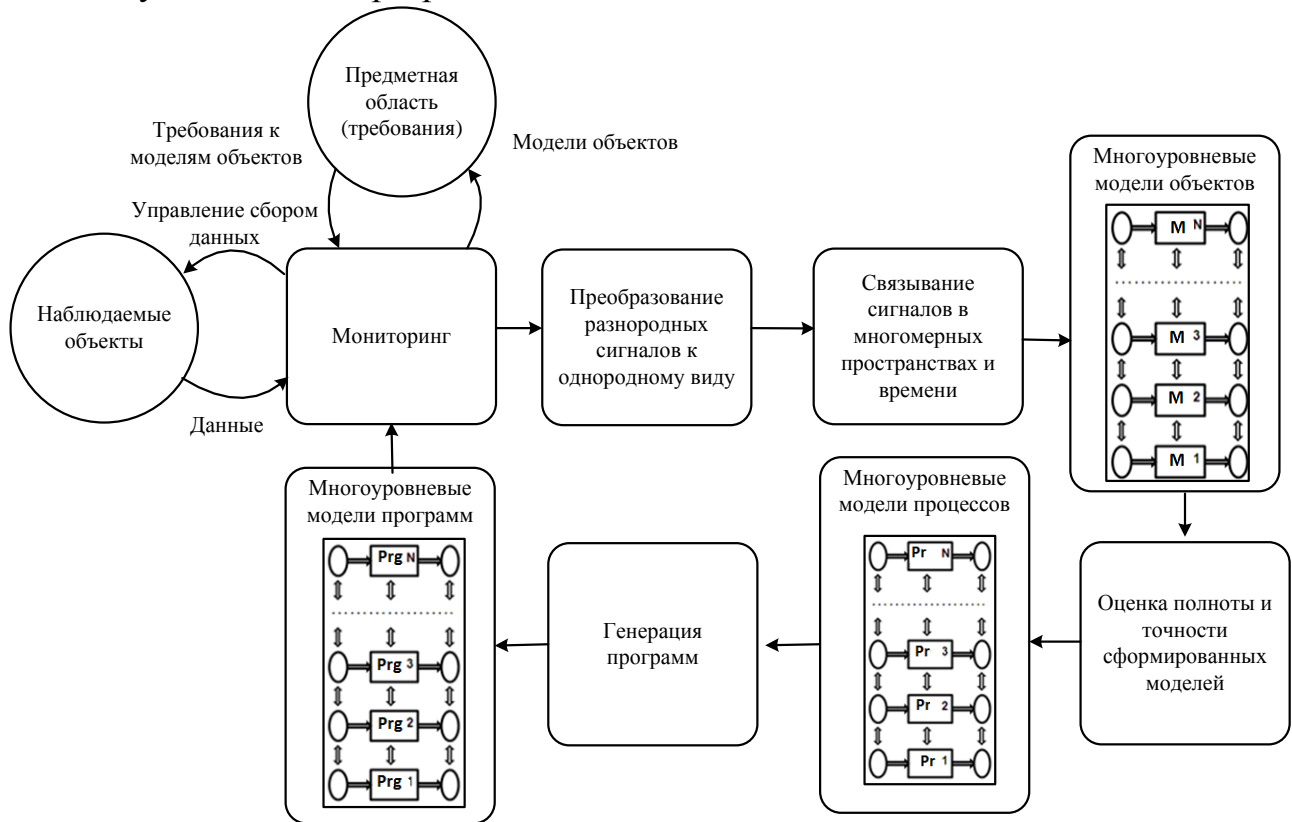 Предметная
область
(требования)
Требования к
моделям объектов
Модели объектов
Управление сбором
данных
Наблюдаемые
объекты
Данные
Мониторинг
Преобразование
разнородных
сигналов к
однородному виду
Связывание
сигналов в
многомерных
пространствах и
времени
Многоуровневые
модели объектов
M N
M 3
M 2
M 1
Оценка полноты и
точности
сформированных
моделей
Многоуровневые
модели процессов
Pr N
Pr 3
Pr 2
Pr 1
Генерация
программ
Многоуровневые
модели программ
Prg N
Prg 3
Prg 2
Prg 1